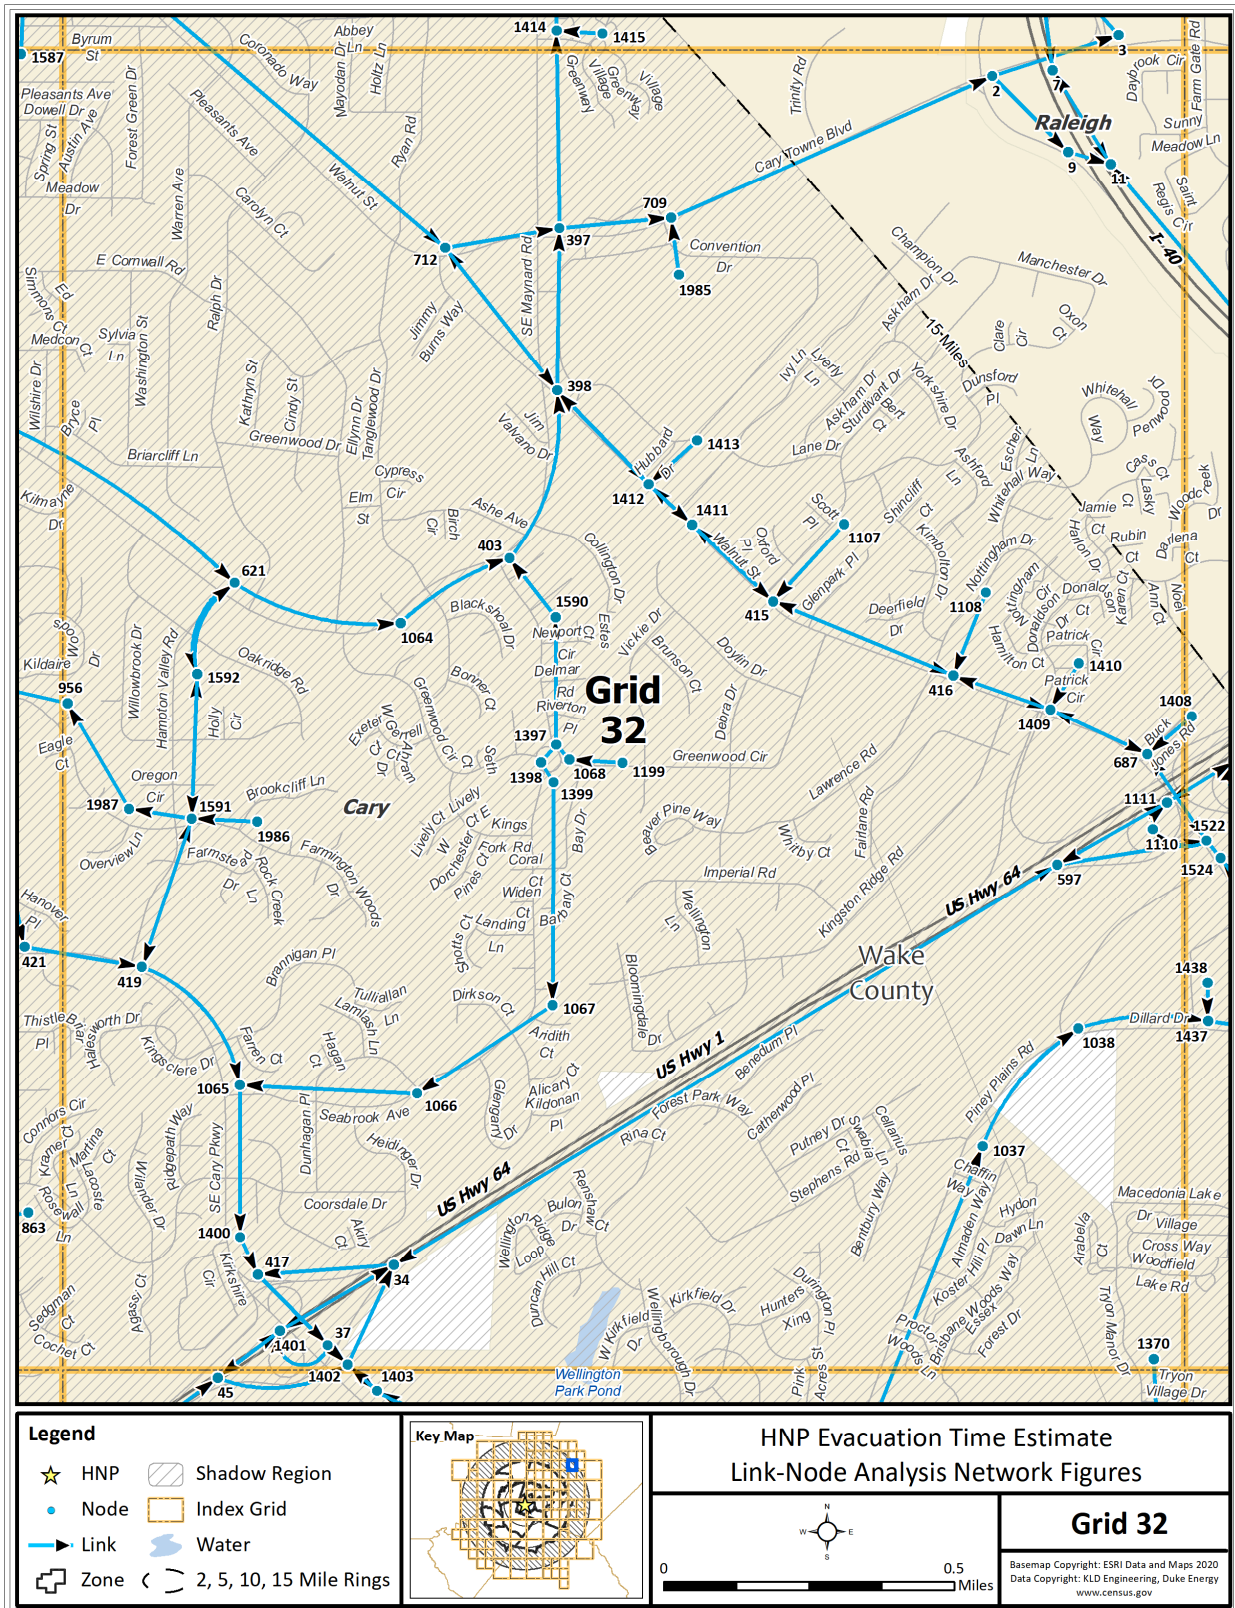 1414
1415
1587
Byrum
St
Abbey
Ln
Coronado Way
Mayodan Dr
Holtz Ln
Greenway
Village
Greenway
Village
Trinity Rd
3
7
2
Daybrook Cir
Farm Gate Rd
Pleasants Ave
Dowell Dr
Spring St
Austin Ave
Forest Green Dr
Pleasants Ave
Ryan Rd
Raleigh
Sunny
Meadow Ln
Cary Towne Blvd
9
11
Meadow
Dr
Warren Ave
Carolyn Ct
Walnut St
709
Saint
Regis Cir
I- 40
397
712
Convention
Dr
1985
SE Maynard Rd
E Cornwall Rd
Champion Dr
Manchester Dr
Askham Dr
Simmons Ct
Ed
Ralph Dr
Jimmy
Burns Way
Medcon Ct
Sylvia
Ln
Washington St
15 Miles
Clare
Cir
Oxon
Ct
Wilshire Dr
Bryce
Pl
Kathryn St
Cindy St
Ellynn Dr
Tanglewood Dr
398
Ivy Ln
Lyerly
Ln
Askham Dr
Sturdivant Dr
Bert
Ct
Yorkshire Dr
Dunsford
Pl
Whitehall
Way
Penwood
Dr
Greenwood Dr
Briarcliff Ln
Jim
Valvano Dr
Hubbard
Dr
1413
1412
1411
Lane Dr
Ashford
Ln
Escher
Ln
Whitehall Way
Cass Ct
Lasky
Ct
Woodcreek
Dr
Kilmayne
Dr
Cypress
Cir
Elm
St
Cir
Birch
Ashe Ave
Walnut St
Scott
Pl
Shincliff
Ct
1107
Oxford
Pl
Jamie
Ct
Harlon Dr
Rubin
Ct
Darlena
Ct
403
Collington Dr
Kimbolton Dr
Nottingham Dr
621
1590
Blackshoal Dr
1064
415
Glenpark Pl
Deerfield
Dr
1108
Nottingham
Cir
Donaldson
Dr
Donald
son
Ct
Karen Ct
Ann Ct
Noel
Newport
Ct
Cir
Delmar
Rd
Riverton
Pl
Estes
Vickie Dr
Brunson Ct
Doylin Dr
Hamilton Ct
Patrick
Cir
1410
Patrick
Cir
Kildaire
Dr
Willowbrook Dr
Hampton Valley Rd
1592
Oakridge Rd
Holly
Cir
Bonner Ct
Greenwood Cir
Grid
32
416
1409
1408
956
Exeter
Ct
W Gorrell
Ct
Abram
Dr
Ct
Seth
Debra Dr
Greenwood Cir
Buck
Jones Rd
687
Eagle
Ct
1397
1398
1068
1199
1399
Oregon
Cir
Brookcliff Ln
1987
1591
1986
Cary
Lively Ct
Lively
Ct
W
E
Dorchester
Pines Ct
Kings
Fork Rd
Coral
Ct
Bay Dr
Beaver Pine Way
Lawrence Rd
Fairlane Rd
Whitby Ct
1111
1110
1522
1524
597
Overview Ln
Farmstead
Dr
Rock Creek
Ln
Farmington Woods
Dr
Imperial Rd
US Hwy 64
Kingston Ridge Rd
Hanover
Pl
421
419
Widen
Ct
Landing
Ln
Spotts Ct
Barbary Ct
Wellington
Ln
Wake
County
Brannigan Pl
Tulliallan
Ln
Lamlash Ln
Dirkson Ct
1067
Bloomingdale
Dr
1438
Dillard Dr
1437
1038
Thistle Briar
Pl
Halesworth Dr
Kingsclere Dr
Farren Ct
Hagan
Ct
Aridith
Ct
US Hwy 1
Benedum Pl
1065
1066
Seabrook Ave
Dunhagan Pl
Heidinger Dr
Alicary Ct
Kildonan
Pl
Glengarry
Dr
Forest Park Way
Rina Ct
Catherwood Pl
Putney Dr
Ct
Swabia
Ln
Cellarius
Stephens Rd
Piney Plains Rd
1037
Connors Cir
Kramer Ct
Martina
Ct
Lacoste
Ln
Rosewall
Ln
Welinder Dr
Ridgepath Way
SE Cary Pkwy
Coorsdale Dr
US Hwy 64
Renshaw
Ct
Bulon
Dr
Wellington
Ridge
Loop
Hill Ct
Duncan
Bentbury Way
Chaffin
Way
Almaden Way
Hydon
Dawn Ln
Koster Hill Pl
Arabella
Ct
Macedonia Lake
Dr
Village
Cross Way
Woodfield
Lake Rd
863
1400
417
Akiry
Ct
34
Kirkshire
Cir
Sedgman
Ct
Cochet Ct
Agassi Ct
1401
37
1402
1403
45
W Kirkfield
Dr
Kirkfield Dr
Wellingborough Dr
Hunters
Xing
Durington Pl
Pink
Acres St
Proctor
Woods Ln
Brisbane Woods Way
Essex
Forest Dr
Tryon Manor Dr
1370
Tryon
Village Dr
Wellington
Park Pond
Legend
HNP
Shadow Region
Node
Index Grid
Link
Water
Zone
2, 5, 10, 15 Mile Rings
Key Map
HNP Evacuation Time Estimate
Link-Node Analysis Network Figures
N
W
E
S
0
0.5
Miles
Grid 32
Basemap Copyright: ESRI Data and Maps 2020
Data Copyright: KLD Engineering, Duke Energy
www.census.gov